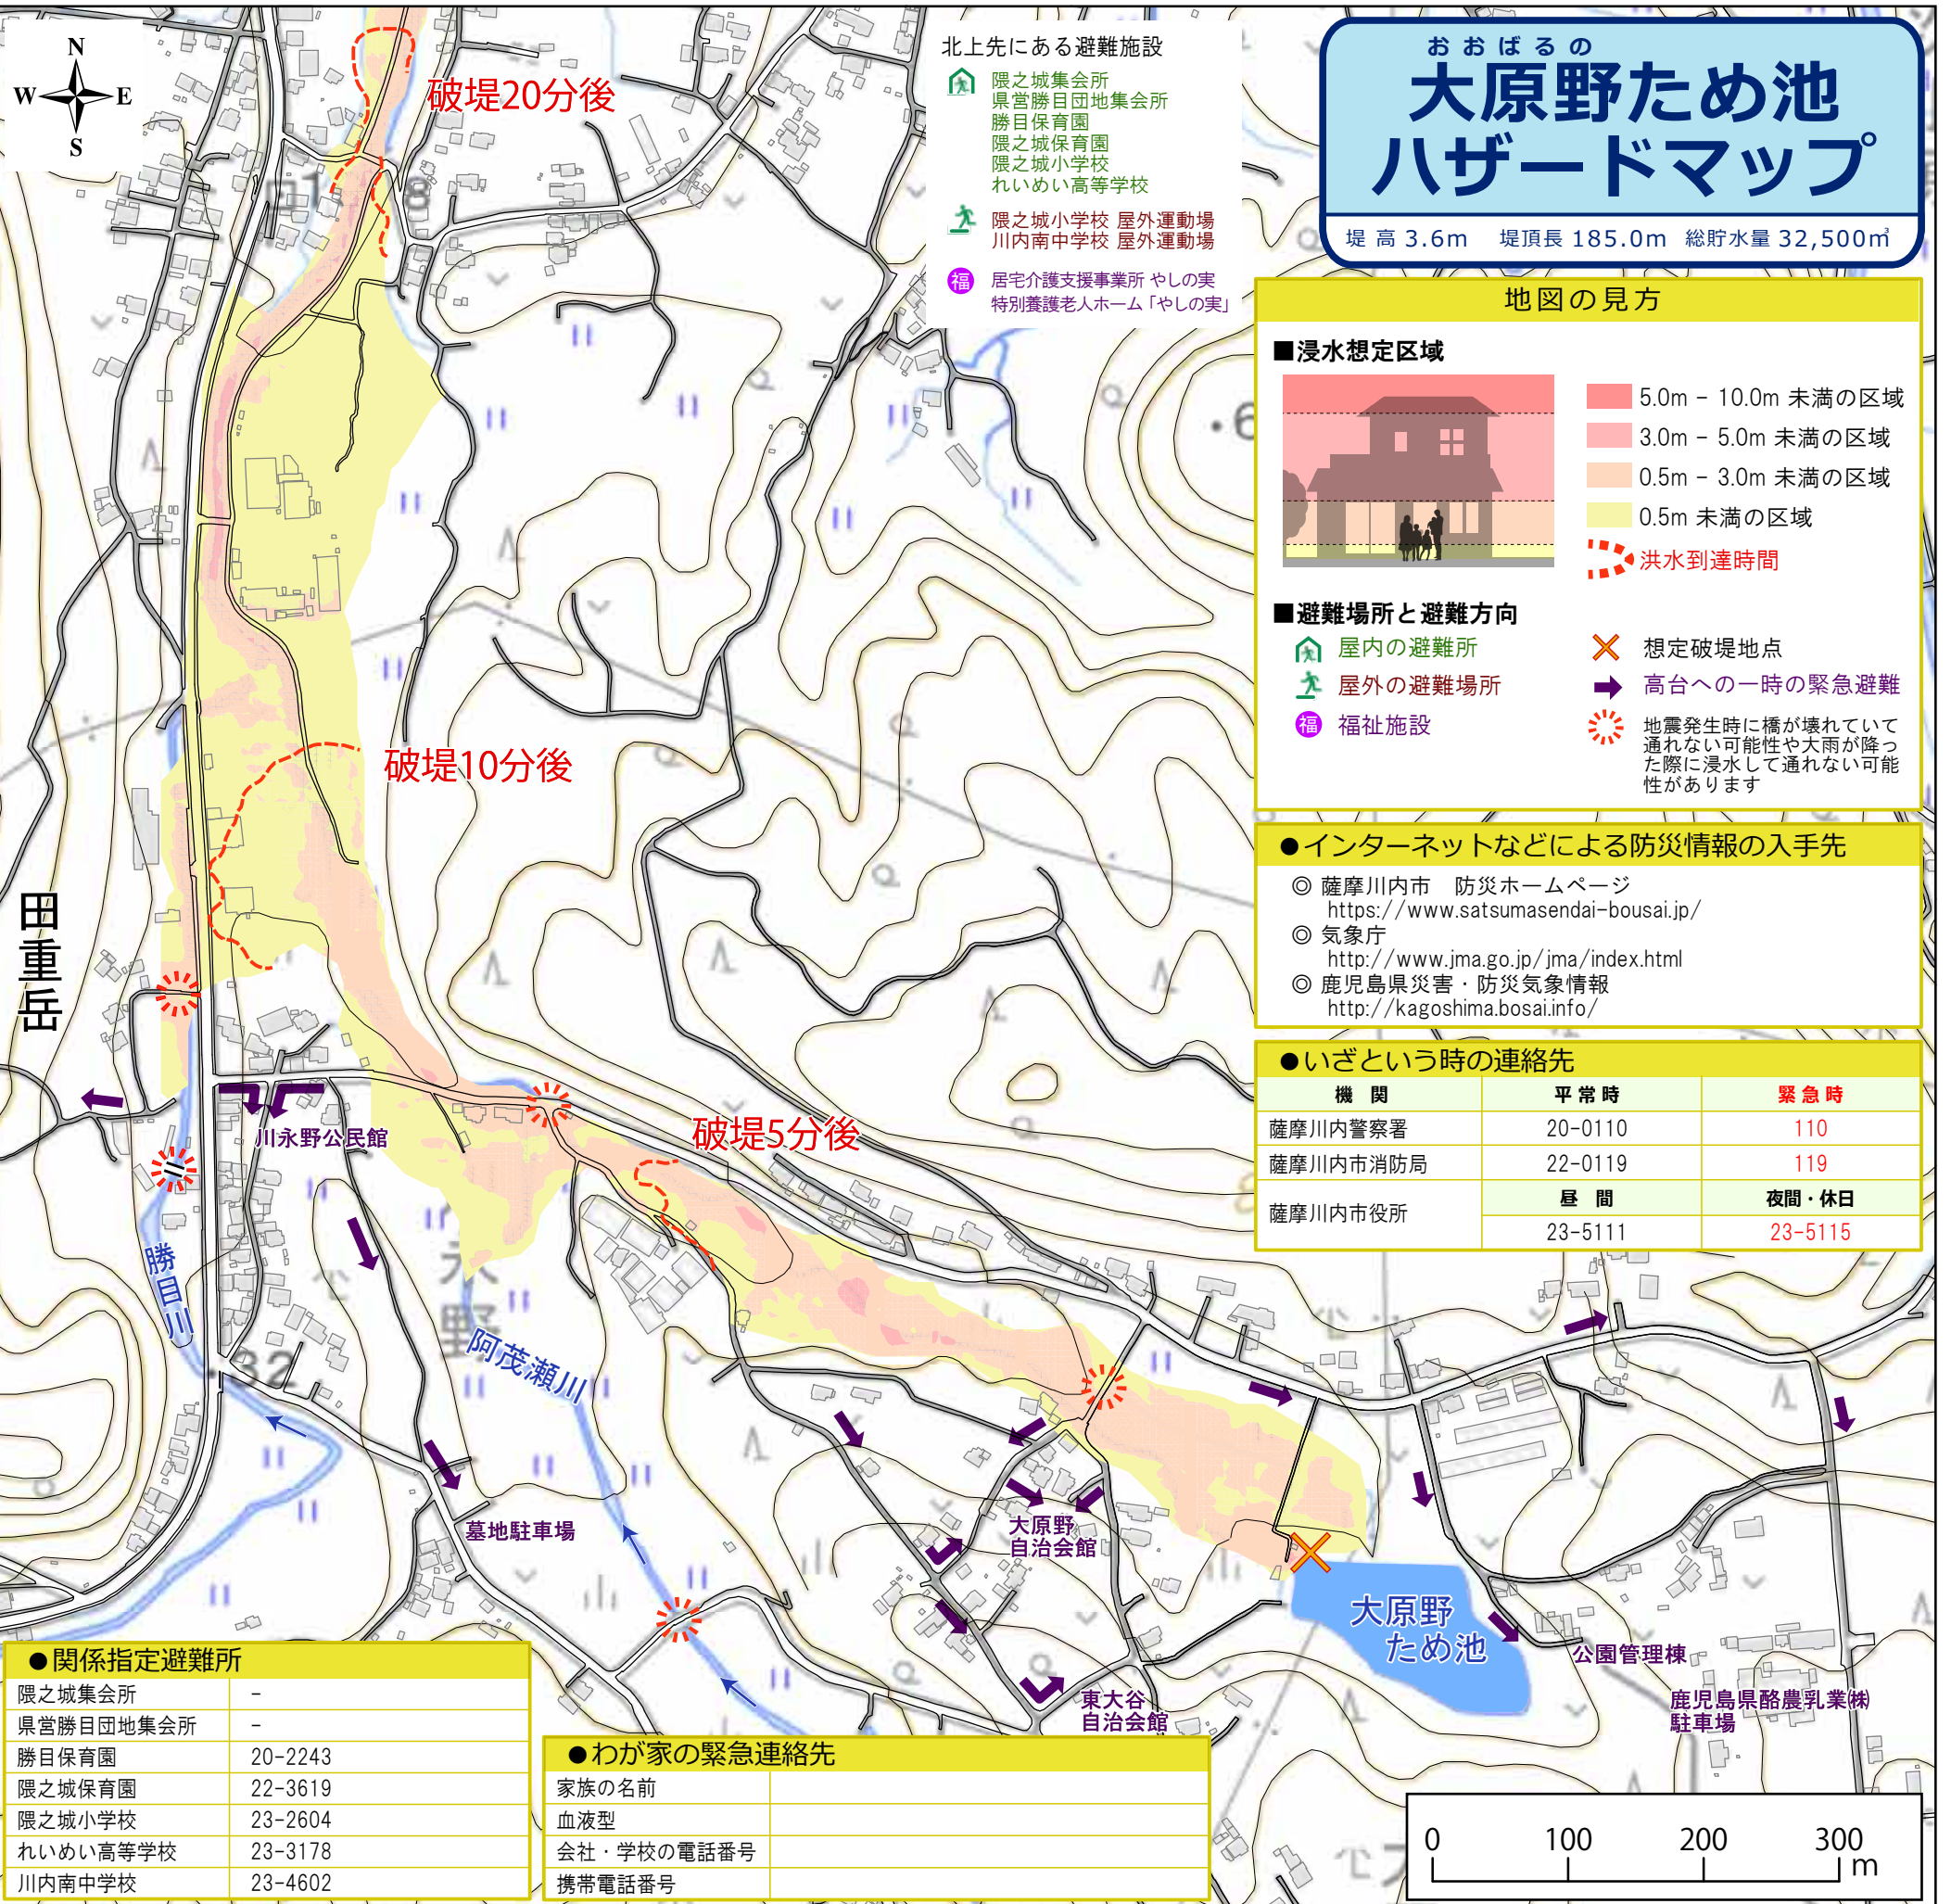 おおばるの
大原野ため池
ハザードマップ
堤 高 3.6m 堤頂長 185.0m 総貯水量 32,500㎥
N
W E
S
北上先にある避難施設
隈之城集会所
県営勝目団地集会所
勝目保育園
隈之城保育園
隈之城小学校
れいめい高等学校
隈之城小学校 屋外運動場
川内南中学校 屋外運動場
福 居宅介護支援事業所 やしの実
特別養護老人ホーム「やしの実」
地図の見方
■浸水想定区域
5.0m - 10.0m 未満の区域
3.0m - 5.0m 未満の区域
0.5m - 3.0m 未満の区域
0.5m 未満の区域
洪水到達時間
■避難場所と避難方向
屋内の避難所
屋外の避難場所
福 福祉施設
想定破堤地点
高台への一時の緊急避難
地震発生時に橋が壊れていて
通れない可能性や大雨が降っ
た際に浸水して通れない可能
性があります
●インターネットなどによる防災情報の入手先
◎ 薩摩川内市 防災ホームページ
https://www.satsumasendai-bousai.jp/
◎ 気象庁
http://www.jma.go.jp/jma/index.html
◎ 鹿児島県災害・防災気象情報
http://kagoshima.bosai.info/
●いざという時の連絡先
機 関 平常時 緊急時
薩摩川内警察署 20-0110 110
薩摩川内市消防局 22-0119 119
薩摩川内市役所 昼 間 夜間・休日
23-5111 23-5115
破堤20分後
破堤10分後
破堤5分後
田重岳
川永野公民館
勝目川
32
永野
阿茂瀬川
墓地駐車場
大原野
自治会館
東大谷
自治会館
大原野
ため池
公園管理棟
鹿児島県酪農乳業㈱
駐車場
●関係指定避難所
隈之城集会所 -
県営勝目団地集会所 -
勝目保育園 20-2243
隈之城保育園 22-3619
隈之城小学校 23-2604
れいめい高等学校 23-3178
川内南中学校 23-4602
●わが家の緊急連絡先
家族の名前
血液型
会社・学校の電話番号
携帯電話番号
0 100 200 300
m